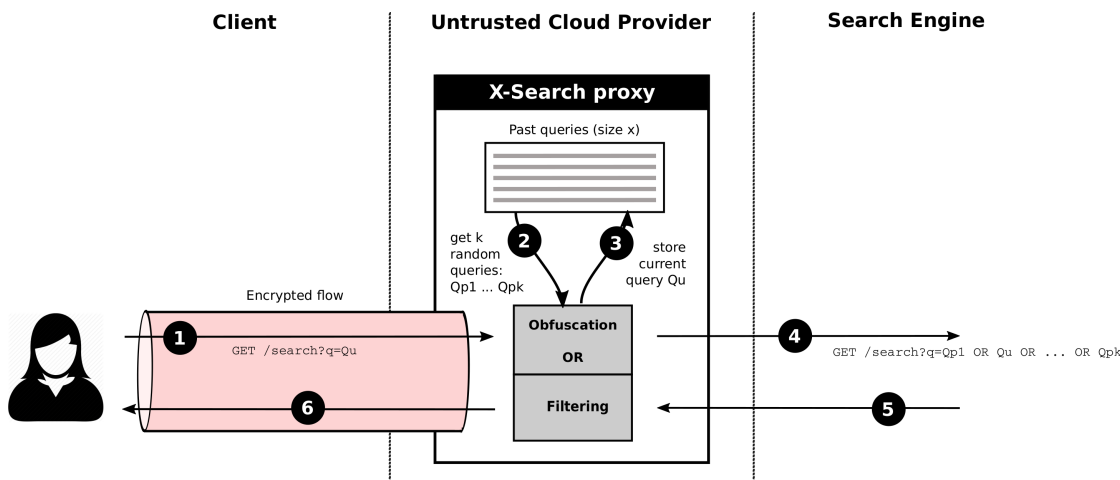 Client
Untrusted Cloud Provider
Search Engine
X-Search proxy
Past queries (size x)
get k
random
queries:
Qp1 ... Qpk
2
3
store
current
query Qu
Encrypted flow
1
GET /search?q=Qu
6
Obfuscation
OR
Filtering
4
GET /search?q=Qp1 OR Qu OR ... OR Qpk
5